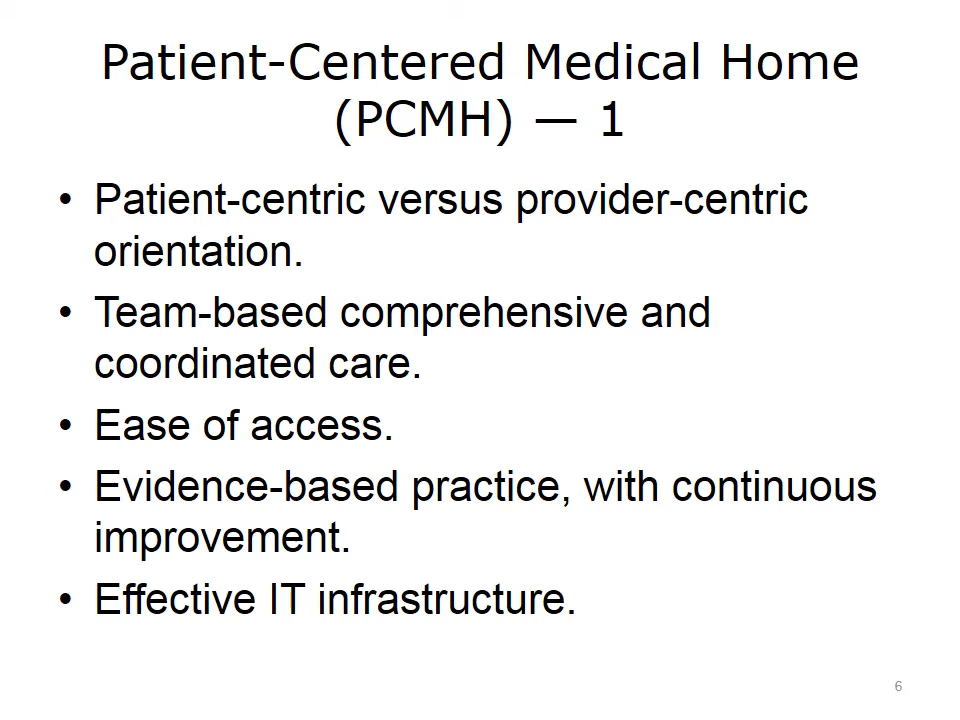 Patient-Centered Medical Home
(PCMH) — 1
• Patient-centric versus provider-centric
orientation.
• Team-based comprehensive and
coordinated care.
• Ease of access.
• Evidence-based practice, with continuous
improvement.
• Effective IT infrastructure.
6